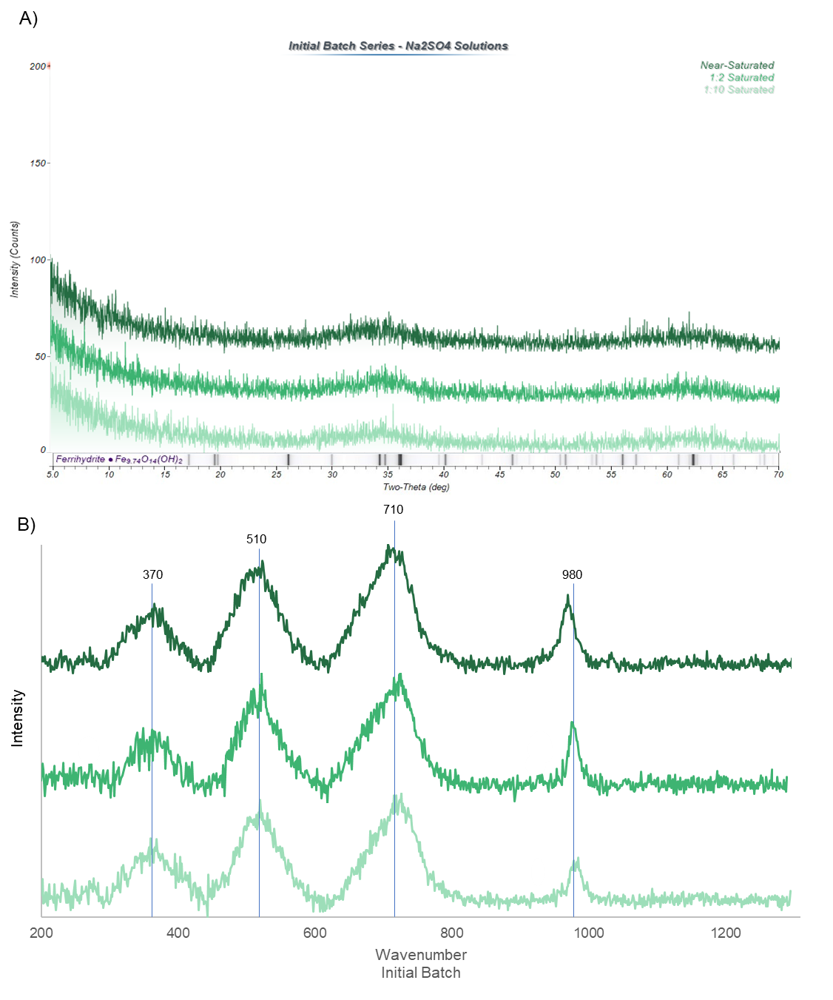 A)
Initial Batch Series - Na2SO4 Solutions
Near-Saturated
1:2 Saturated
1:10 Saturated
200
150
100
50
0
Intensity (Counts)
Ferrihydrite ● Fe9.74O14(OH)2
5.0 10 15 20 25 30 35 40 45 50 55 60 65 70
Two-Theta (deg)
B)
370
510
710
980
Intensity
200 400 600 800 1000 1200
Wavenumber
Initial Batch